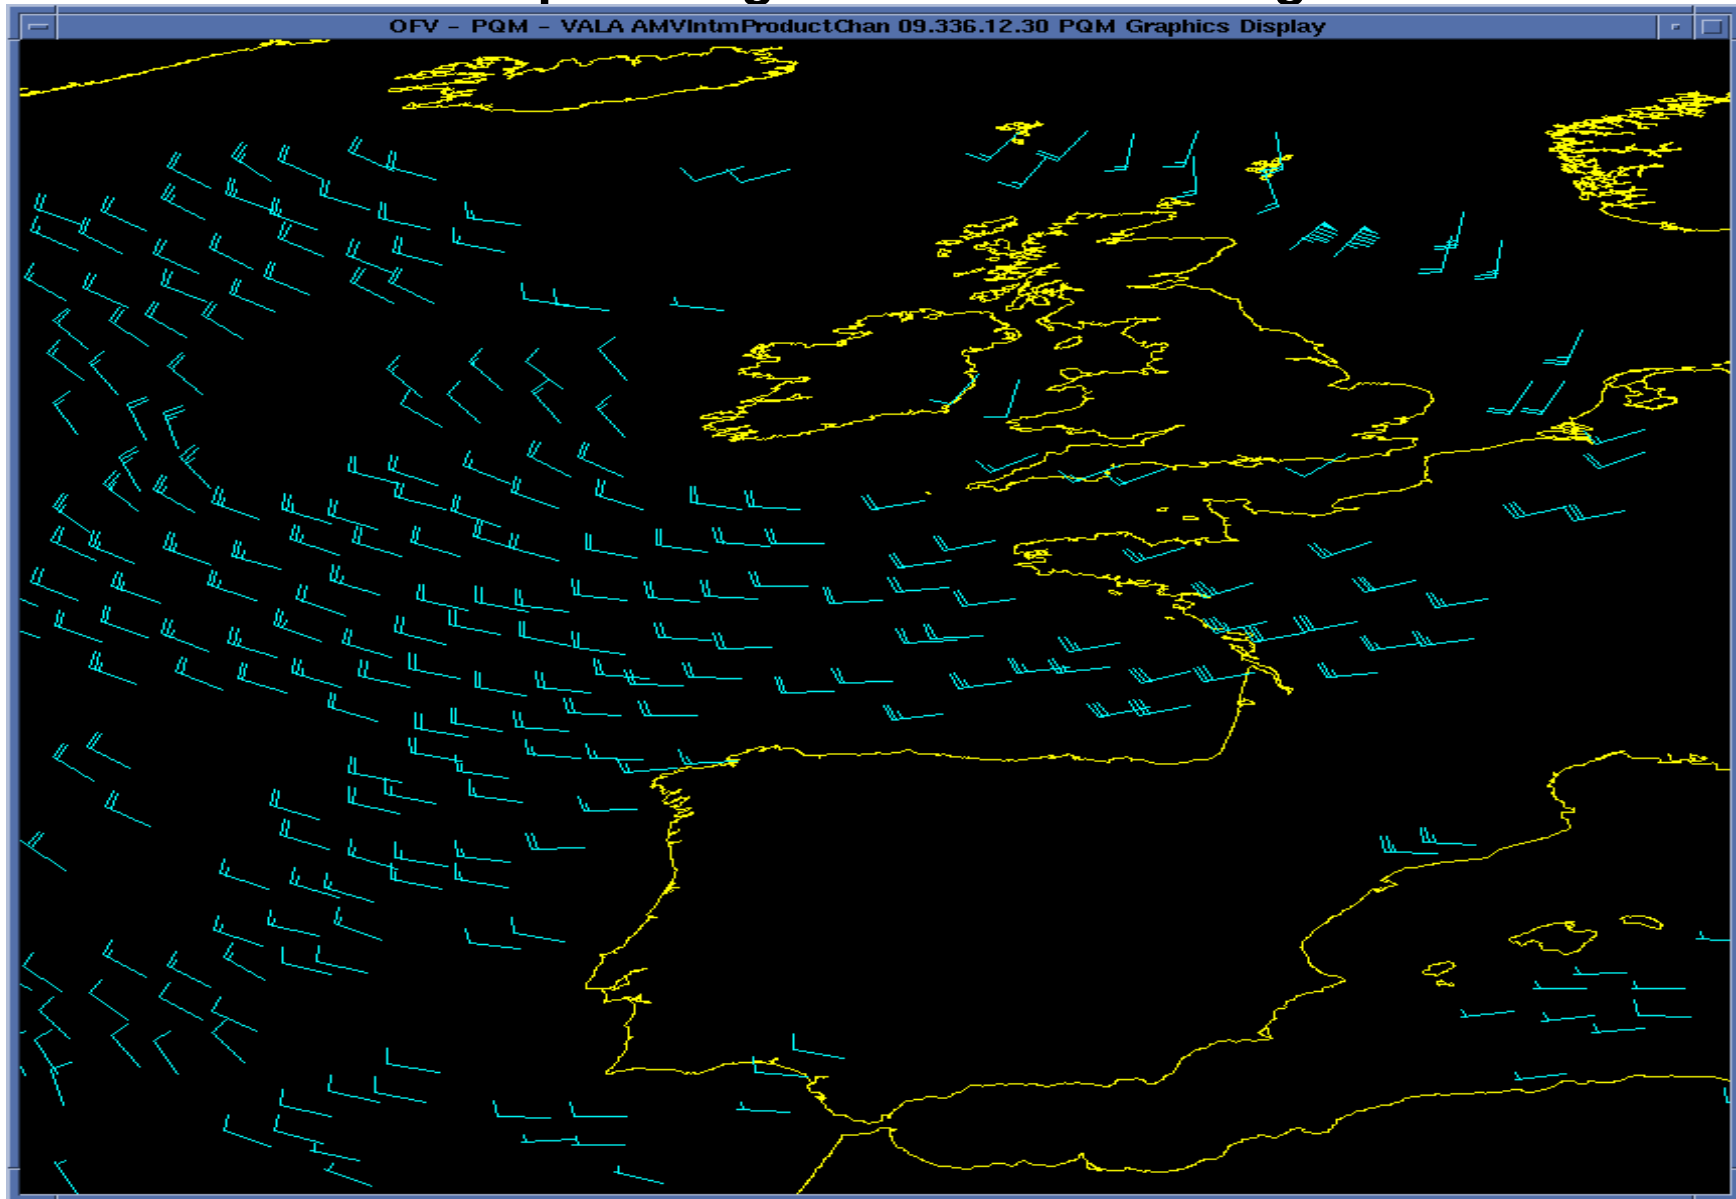 OFV - PQM - VALA AMVIntmProductChan 09.336.12.30 PQM Graphics Display